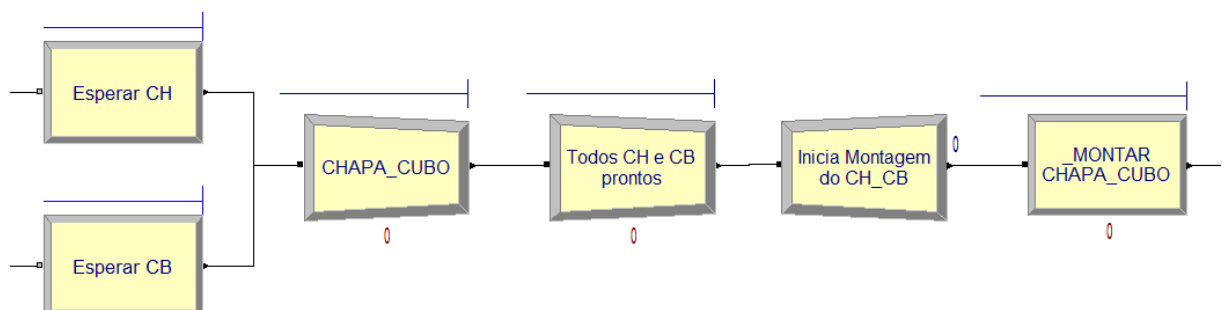 Esperar CH
Esperar CB
CHAPA_CUBO
0
Todos CH e CB
prontos
0
Inicia Montagem
do CH_CB
0
_MONTAR
CHAPA_CUBO
0